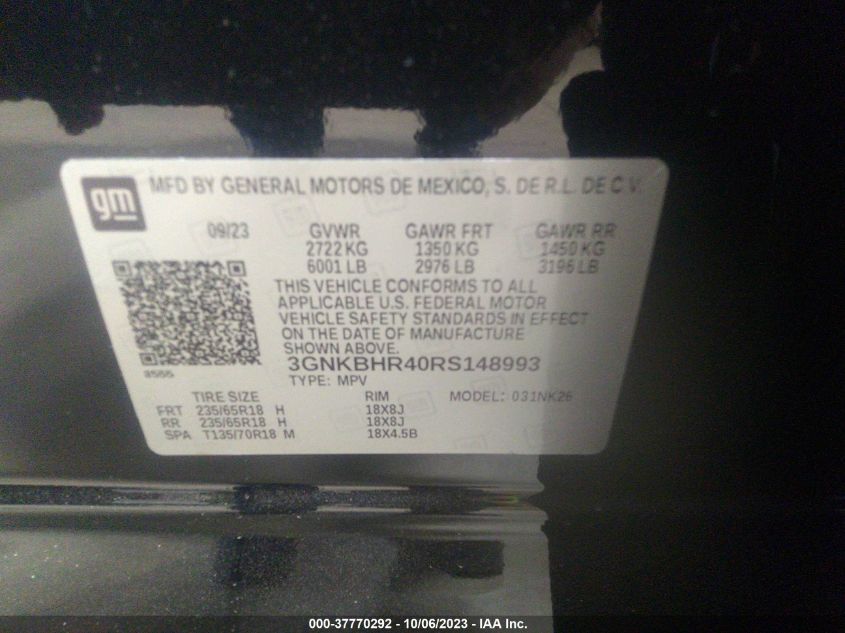 gm MFD BY GENERAL MOTORS DE MEXICO, S. DE R.L. DE C.V.
09/23 GVWR GAWR FRT GAWR RR
2722 KG 1350 KG 1450 KG
6001 LB 2976 LB 3196 LB
THIS VEHICLE CONFORMS TO ALL
APPLICABLE U.S. FEDERAL MOTOR
VEHICLE SAFETY STANDARDS IN EFFECT
ON THE DATE OF MANUFACTURE
SHOWN ABOVE.
3GNKBHR40RS148993
8555 TYPE: MPV
TIRE SIZE RIM MODEL: 031NK26
FRT 235/65R18 H 18X8J
RR 235/65R18 H 18X8J
SPA T135/70R18 M 18X4.5B
000-37770292 - 10/06/2023 - IAA Inc.